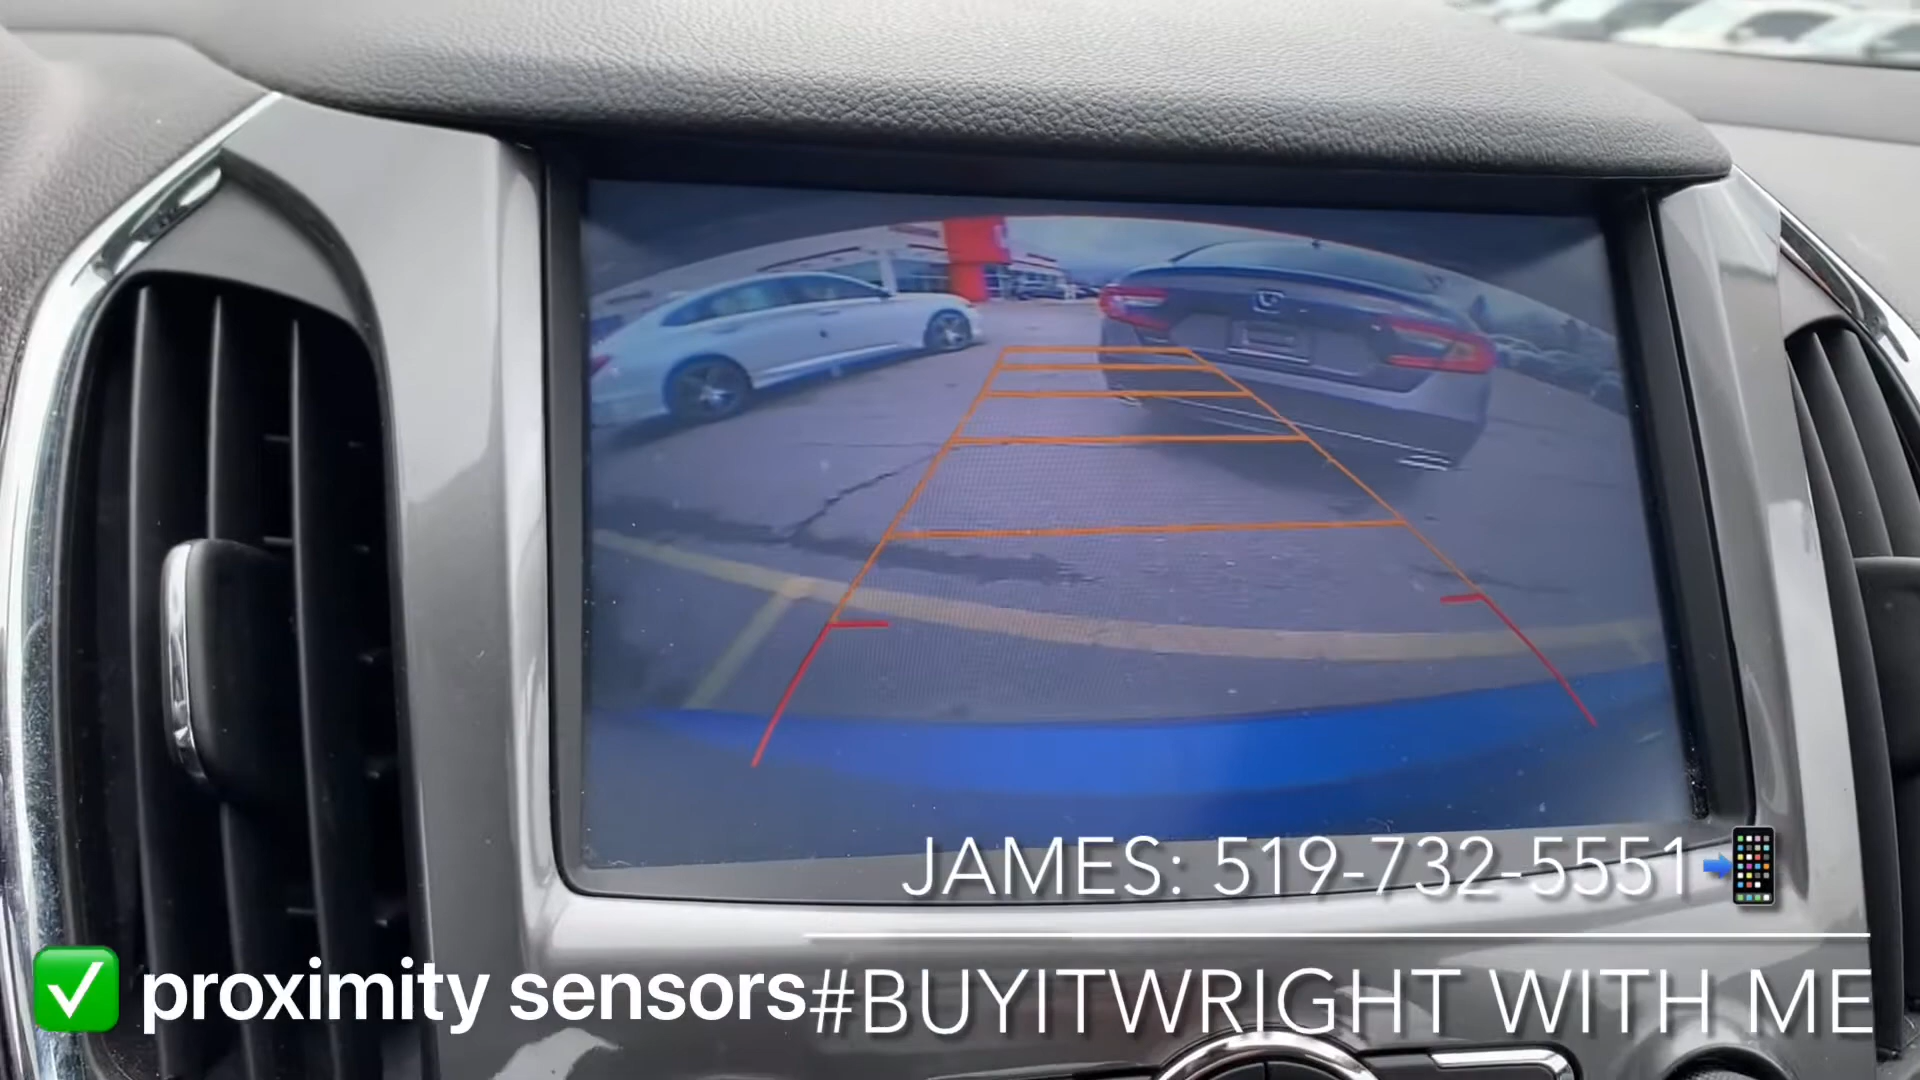 JAMES: 519-732-5551📲
✅ proximity sensors
#BUYITWRIGHT WITH ME